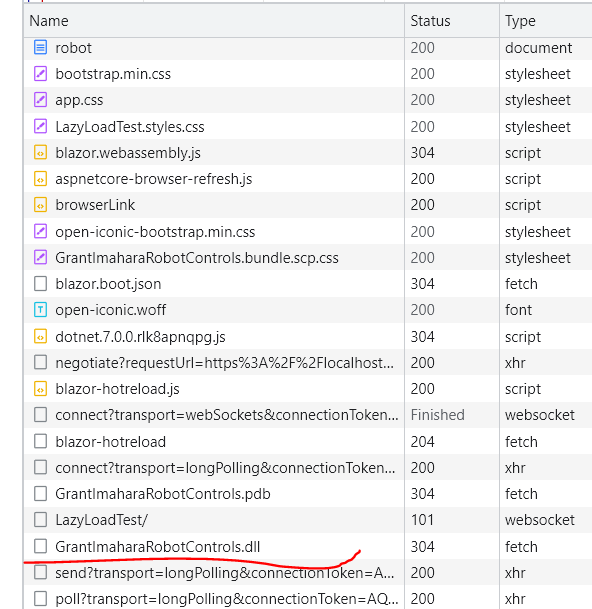 Name Status Type
robot 200 document
bootstrap.min.css 200 stylesheet
app.css 200 stylesheet
LazyLoadTest.styles.css 200 stylesheet
blazor.webassembly.js 304 script
aspnetcore-browser-refresh.js 200 script
browserLink 200 script
open-iconic-bootstrap.min.css 200 stylesheet
GrantImaharaRobotControls.bundle.scp.css 200 stylesheet
blazor.boot.json 304 fetch
open-iconic.woff 200 font
dotnet.7.0.0.rlk8apnqpg.js 304 script
negotiate?requestUrl=https%3A%2F%2Flocalhost... 200 xhr
blazor-hotreload.js 200 script
connect?transport=webSockets&connectionToken... Finished websocket
blazor-hotreload 204 fetch
connect?transport=longPolling&connectionToken... 200 xhr
GrantImaharaRobotControls.pdb 304 fetch
LazyLoadTest/ 101 websocket
GrantImaharaRobotControls.dll 304 fetch
send?transport=longPolling&connectionToken=A... 200 xhr
poll?transport=longPolling&connectionToken=AQ... 200 xhr